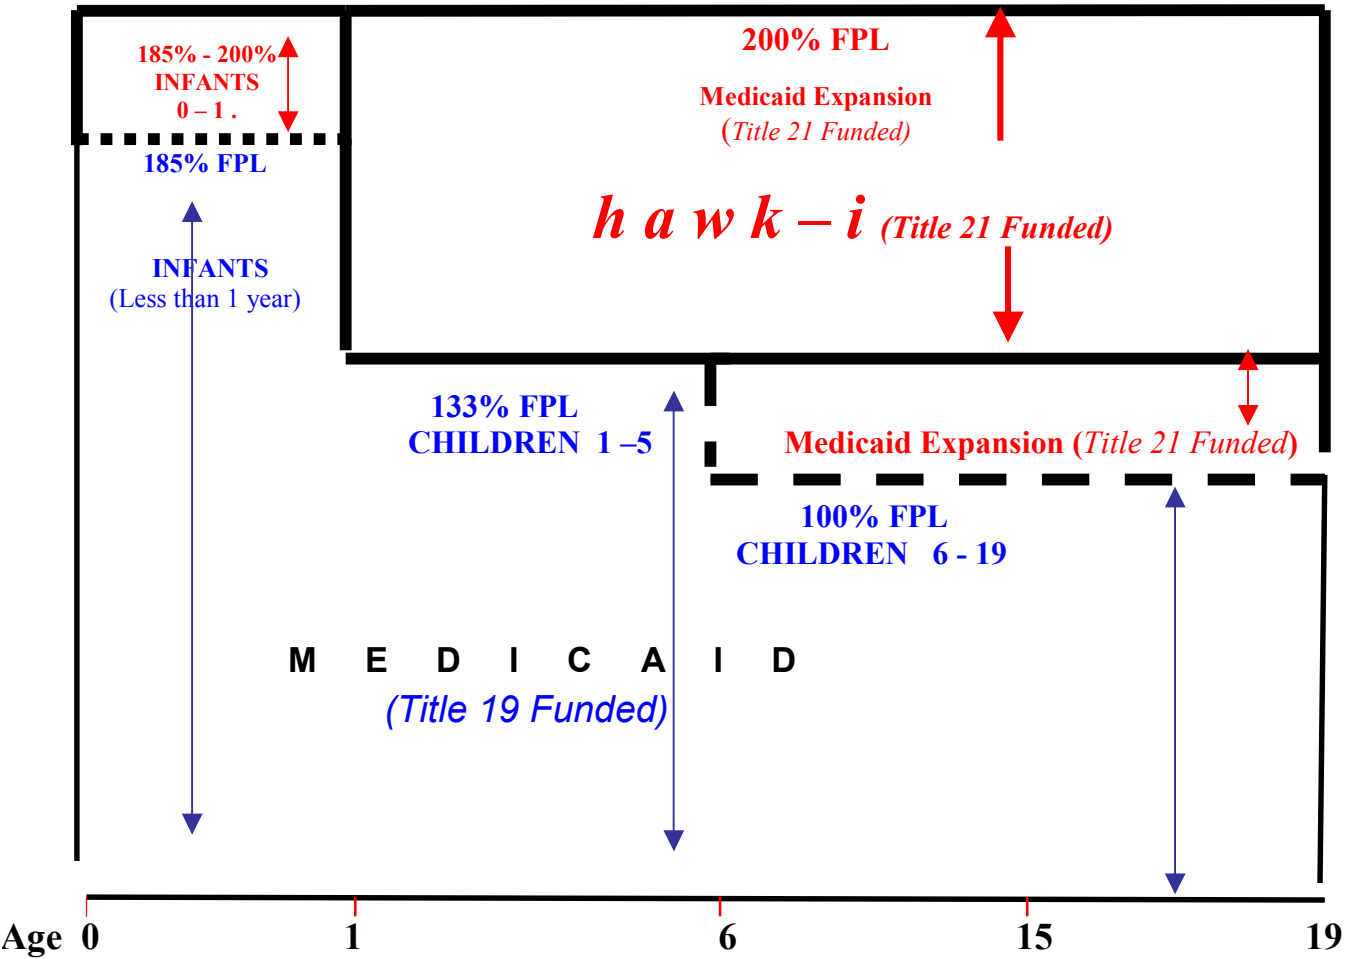 185% - 200%
INFANTS
0 – 1 .
185% FPL
INFANTS
(Less than 1 year)
200% FPL
Medicaid Expansion
(Title 21 Funded)
h a w k – i (Title 21 Funded)
133% FPL
CHILDREN 1 –5
Medicaid Expansion (Title 21 Funded)
100% FPL
CHILDREN 6 - 19
M E D I C A I D
(Title 19 Funded)
Age 0 1 6 15 19